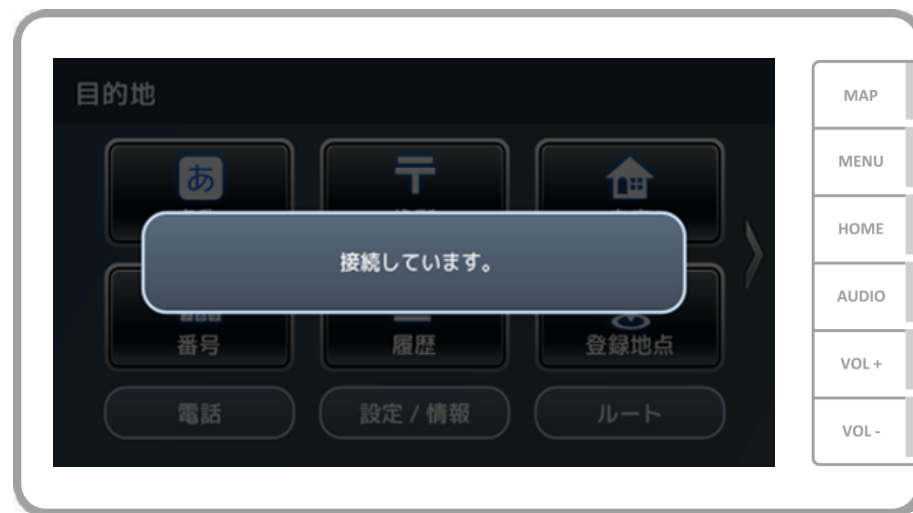 目的地
あ
接続しています。
番号
履歴
登録地点
電話
設定 / 情報
ルート
MAP
MENU
HOME
AUDIO
VOL +
VOL -